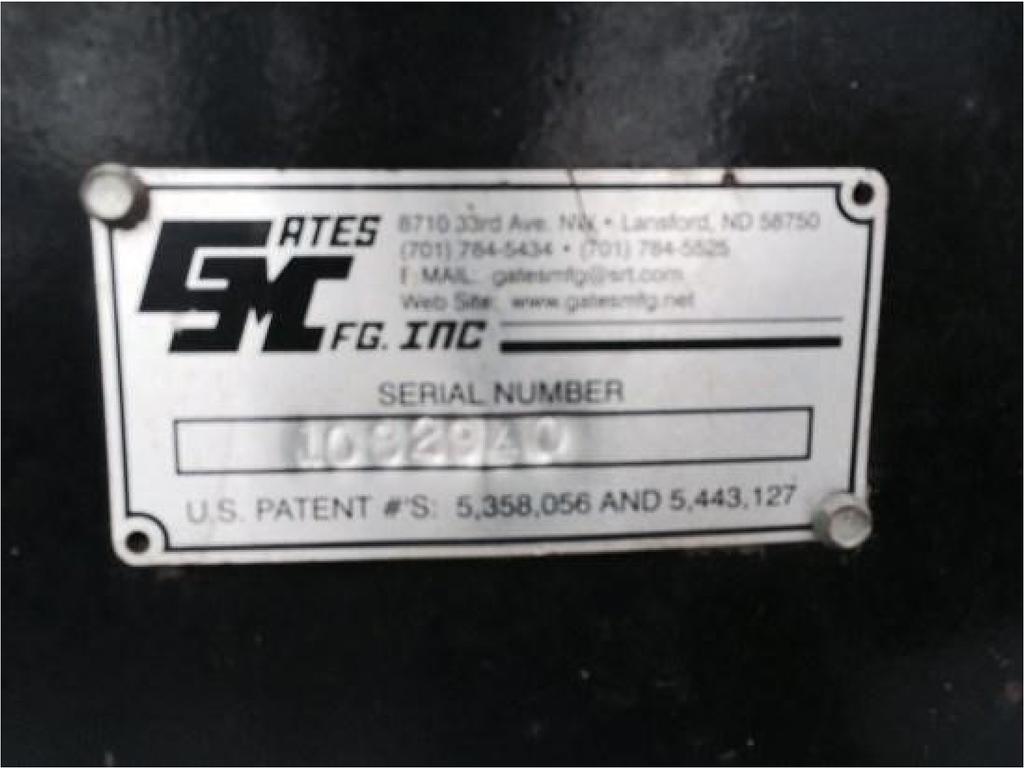 GATES
MFG. INC
8710 33rd Ave. NW. • Lansford, ND 58750
(701) 784-5434 • (701) 784-5525
E MAIL: gatesmfg@srt.com
Web Site: www.gatesmfg.net
SERIAL NUMBER
1092940
U.S. PATENT #'S: 5,358,056 AND 5,443,127